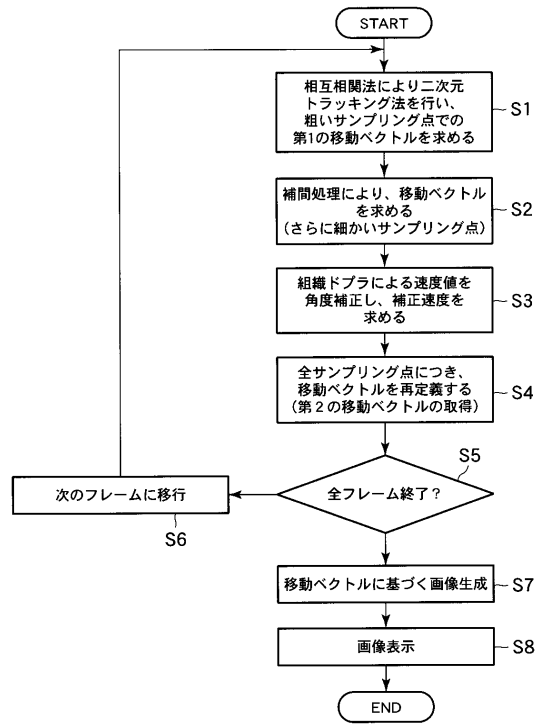 START
相互相関法により二次元
トラッキング法を行い、
粗いサンプリング点での
第1の移動ベクトルを求める
S1
補間処理により、移動ベクトル
を求める
(さらに細かいサンプリング点)
S2
組織ドプラによる速度値を
角度補正し、補正速度を
求める
S3
全サンプリング点につき、
移動ベクトルを再定義する
(第2の移動ベクトルの取得)
S4
S5
全フレーム終了?
次のフレームに移行
S6
移動ベクトルに基づく画像生成
S7
画像表示
S8
END